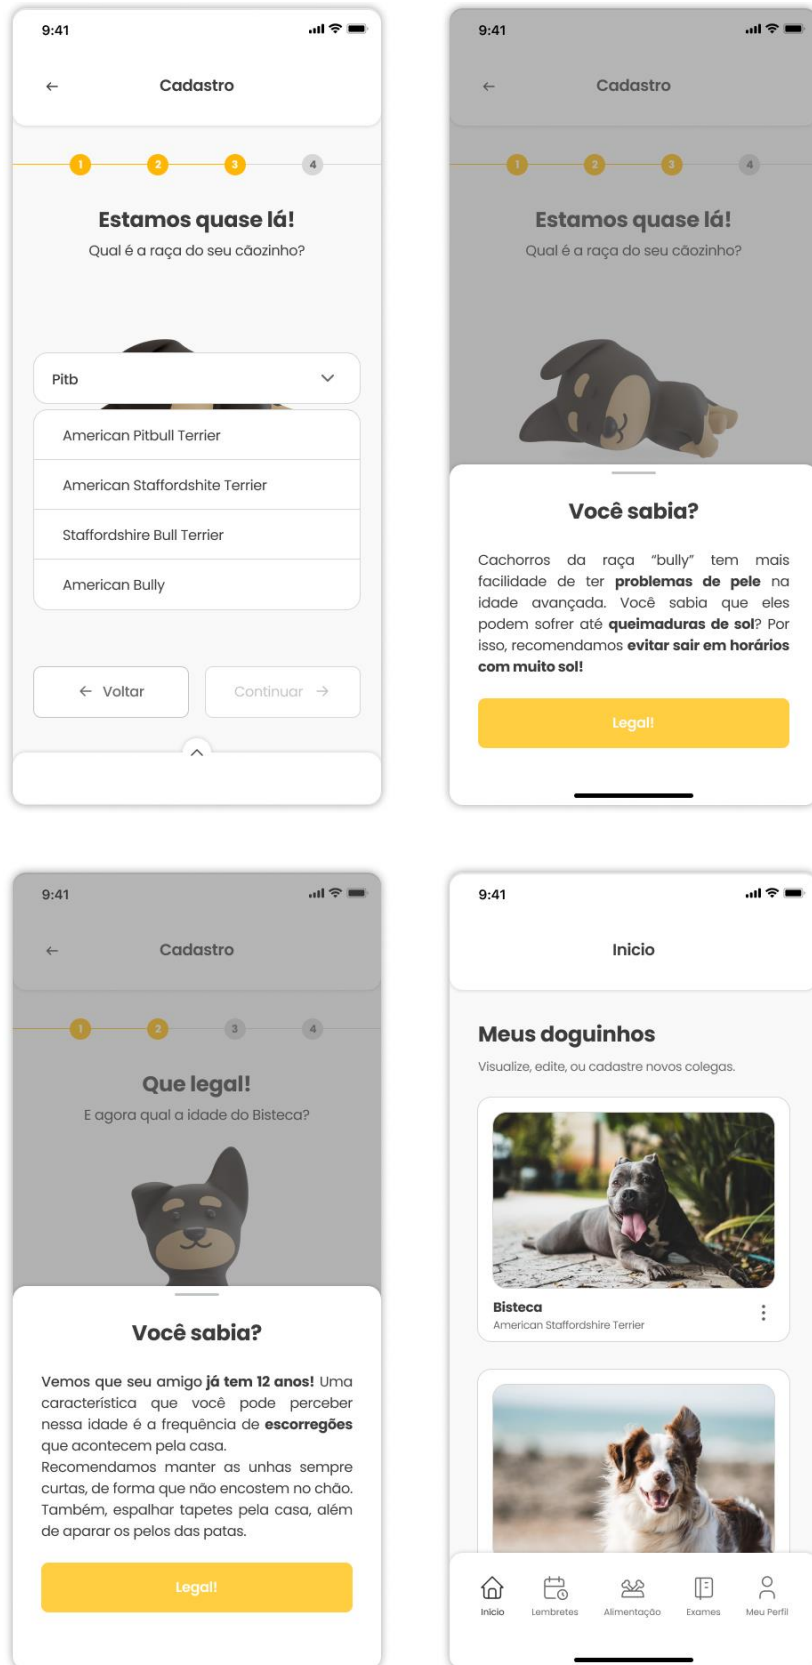 9:41
Cadastro
1 2 3 4
Estamos quase lá!
Qual é a raça do seu cãozinho?
Pitb
American Pitbull Terrier
American Staffordshite Terrier
Staffordshire Bull Terrier
American Bully
← Voltar
Continuar →
9:41
Cadastro
1 2 3 4
Estamos quase lá!
Qual é a raça do seu cãozinho?
Você sabia?
Cachorros da raça “bully” tem mais
facilidade de ter problemas de pele na
idade avançada. Você sabia que eles
podem sofrer até queimaduras de sol? Por
isso, recomendamos evitar sair em horários
com muito sol!
Legal!
9:41
Cadastro
1 2 3 4
Que legal!
E agora qual a idade do Bisteca?
Você sabia?
Vemos que seu amigo já tem 12 anos! Uma
característica que você pode perceber
nessa idade é a frequência de escorregões
que acontecem pela casa.
Recomendamos manter as unhas sempre
curtas, de forma que não encostem no chão.
Também, espalhar tapetes pela casa, além
de aparar os pelos das patas.
Legal!
9:41
Inicio
Meus doguinhos
Visualize, edite, ou cadastre novos colegas.
Bisteca
American Staffordshire Terrier
Inicio Lembretes Alimentação Exames Meu Perfil